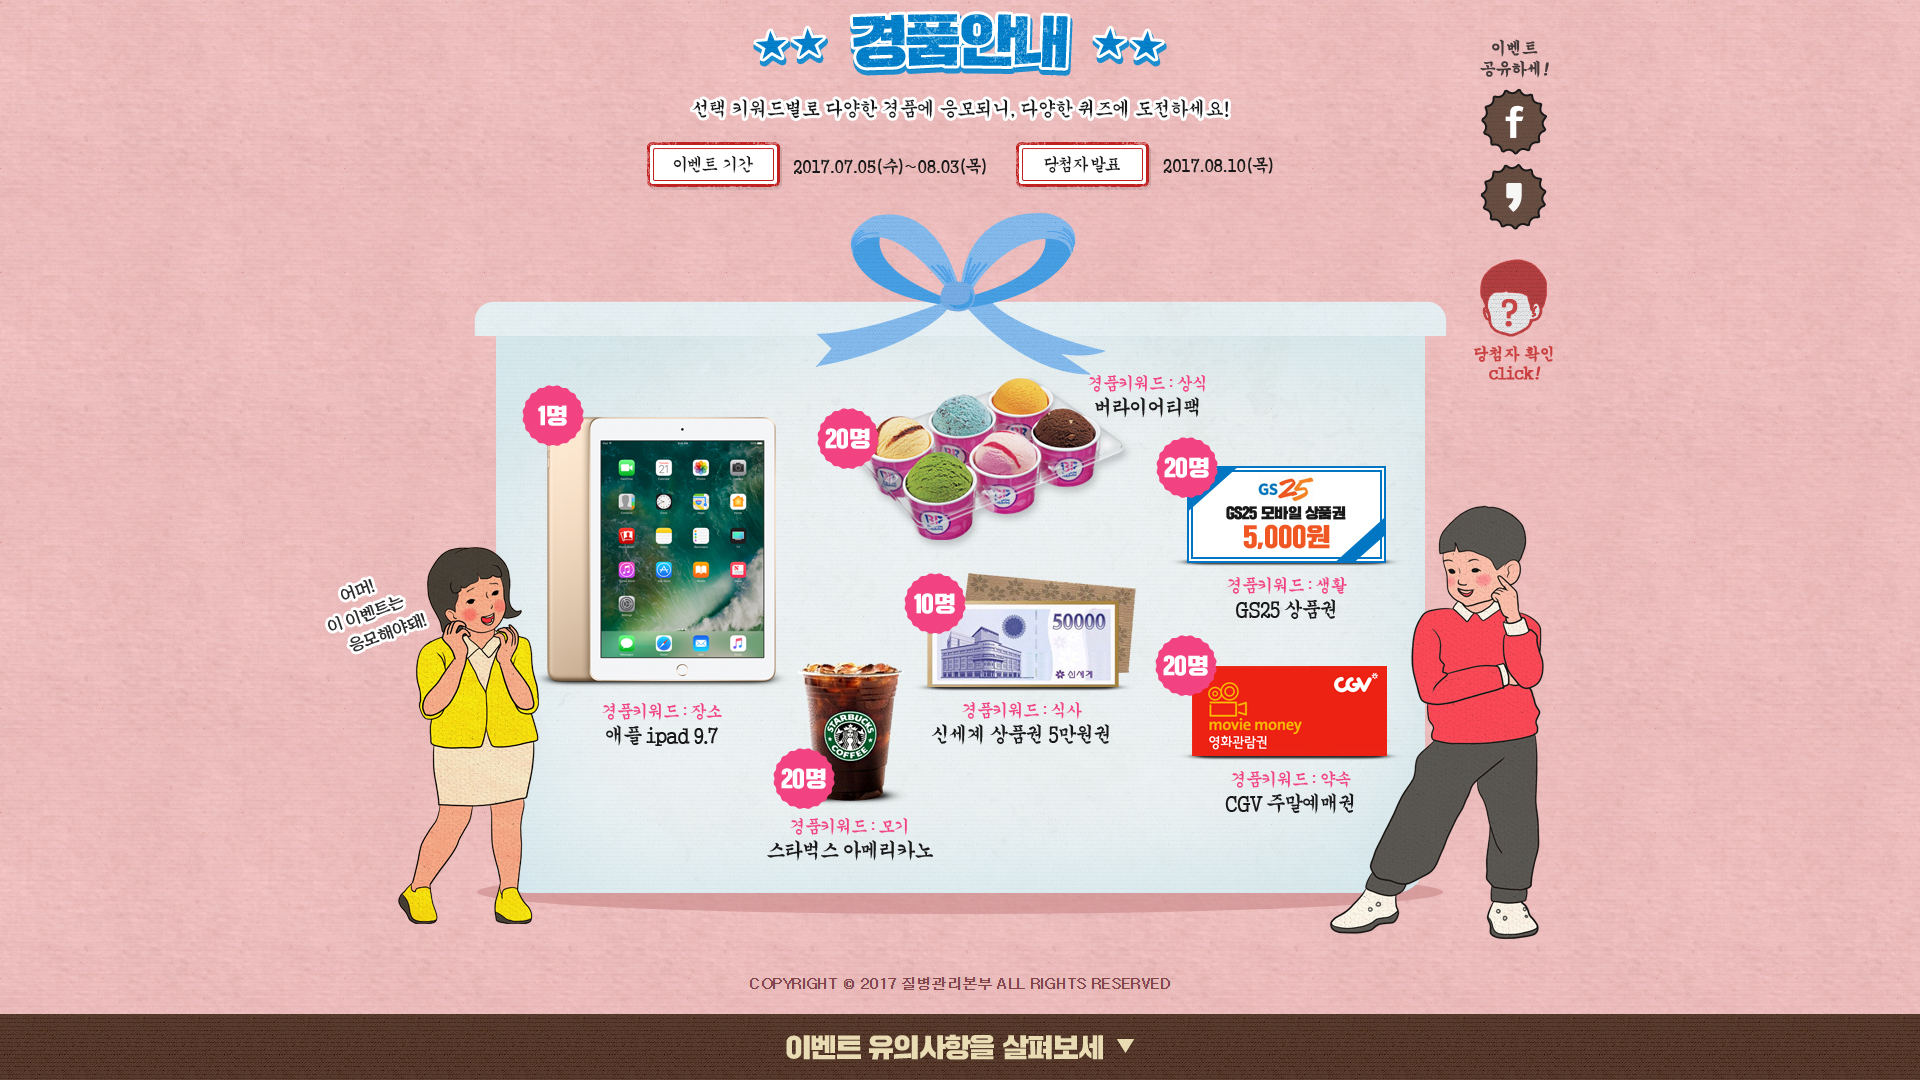 경품안내
선택 키워드별로 다양한 경품에 응모되니, 다양한 퀴즈에 도전하세요!
이벤트 기간 2017.07.05(수)~08.03(목) 당첨자발표 2017.08.10(목)
이벤트
공유하세!
f
당첨자 확인
click!
1명
경품키워드 : 장소
애플 ipad 9.7
20명
경품키워드 : 상식
버라이어티팩
20명
GS25
GS25 모바일 상품권
5,000원
경품키워드 : 생활
GS25 상품권
10명
50000
신세계
경품키워드 : 식사
신세계 상품권 5만원권
20명
STARBUCKS
COFFEE
경품키워드 : 모기
스타벅스 아메리카노
20명
CGV
movie money
영화관람권
경품키워드 : 약속
CGV 주말예매권
어머!
이 이벤트는
응모해야돼!
COPYRIGHT © 2017 질병관리본부 ALL RIGHTS RESERVED
이벤트 유의사항을 살펴보세 ▼